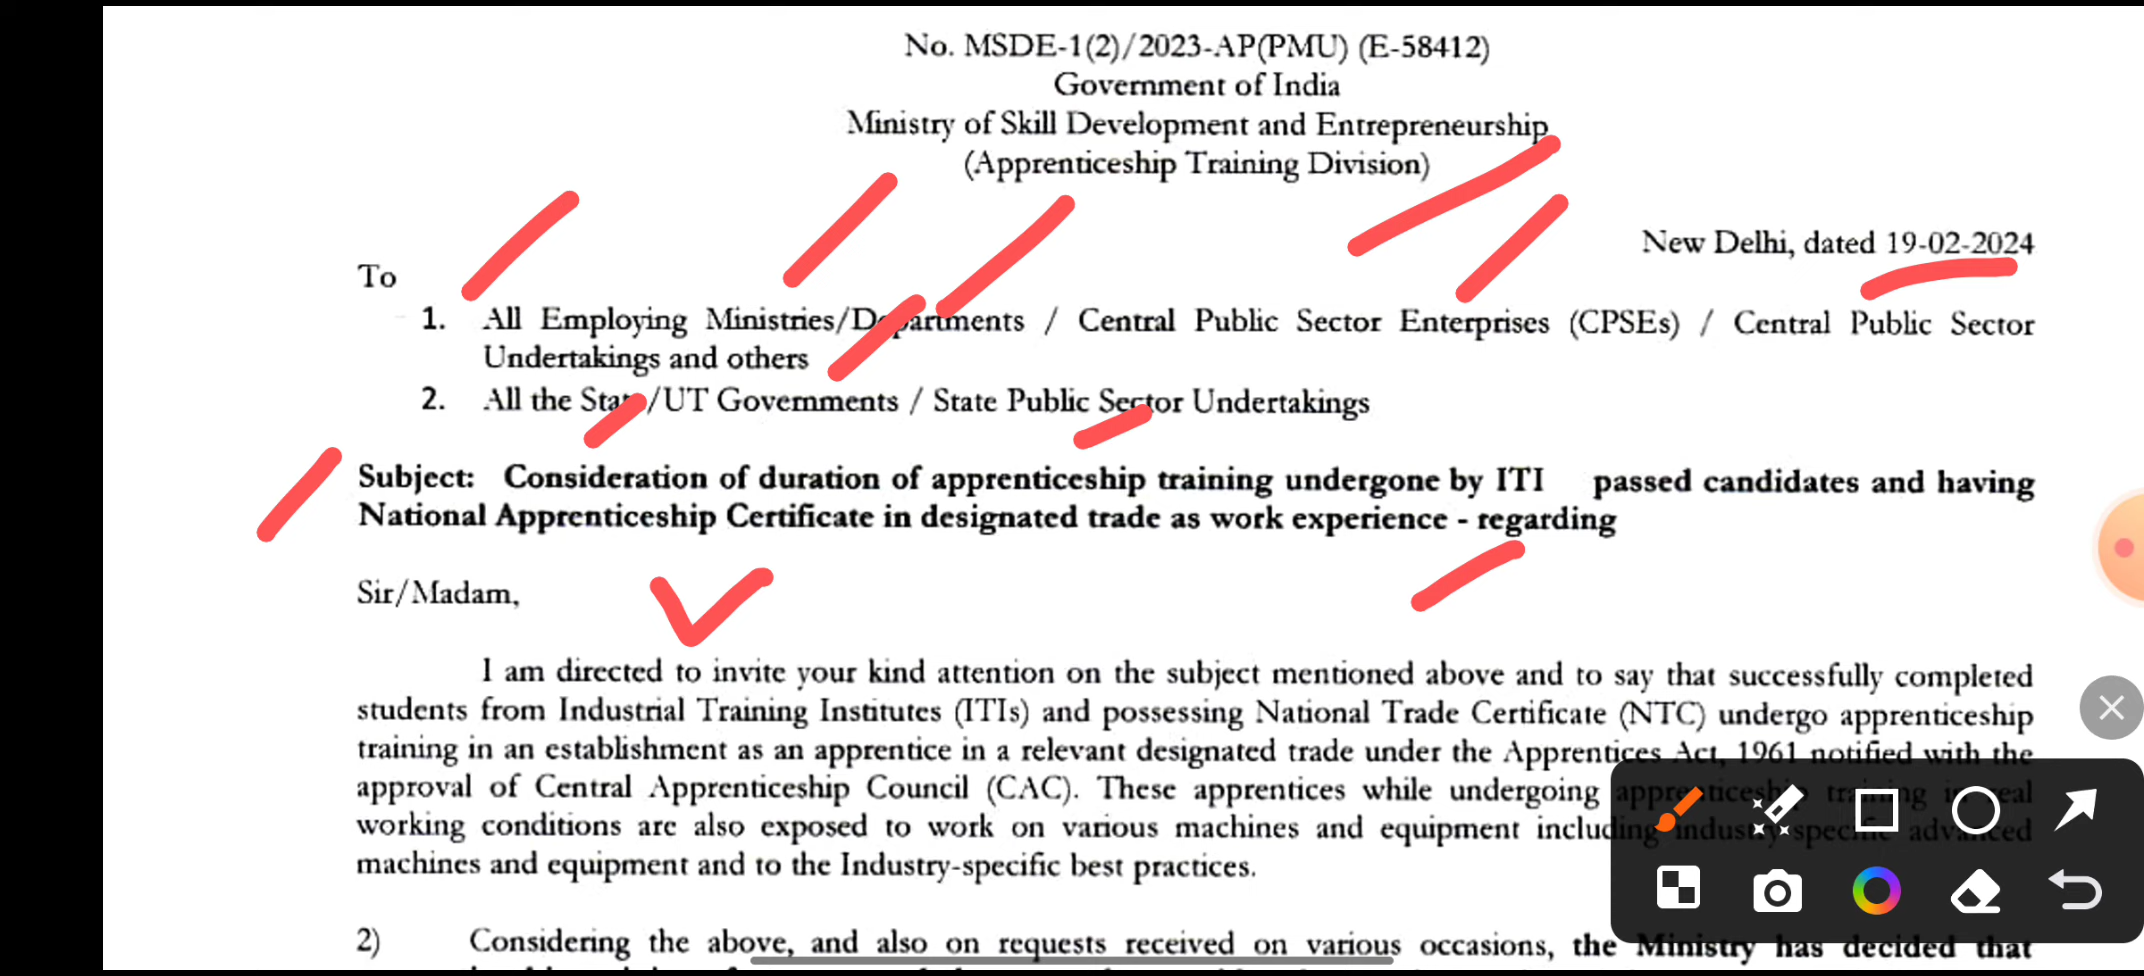 No. MSDE-1(2)/2023-AP(PMU) (E-58412)
Government of India
Ministry of Skill Development and Entrepreneurship
(Apprenticeship Training Division)
New Delhi, dated 19-02-2024
To
1. All Employing Ministries/Departments / Central Public Sector Enterprises (CPSEs) / Central Public Sector
Undertakings and others
2. All the State/UT Governments / State Public Sector Undertakings
Subject: Consideration of duration of apprenticeship training undergone by ITI passed candidates and having
National Apprenticeship Certificate in designated trade as work experience - regarding
Sir/Madam,
I am directed to invite your kind attention on the subject mentioned above and to say that successfully completed
students from Industrial Training Institutes (ITIs) and possessing National Trade Certificate (NTC) undergo apprenticeship
training in an establishment as an apprentice in a relevant designated trade under the Apprentices Act, 1961 notified with the
approval of Central Apprenticeship Council (CAC). These apprentices while undergoing apprenticeship training in real
working conditions are also exposed to work on various machines and equipment including industry specific advanced
machines and equipment and to the Industry-specific best practices.
2) Considering the above, and also on requests received on various occasions, the Ministry has decided that